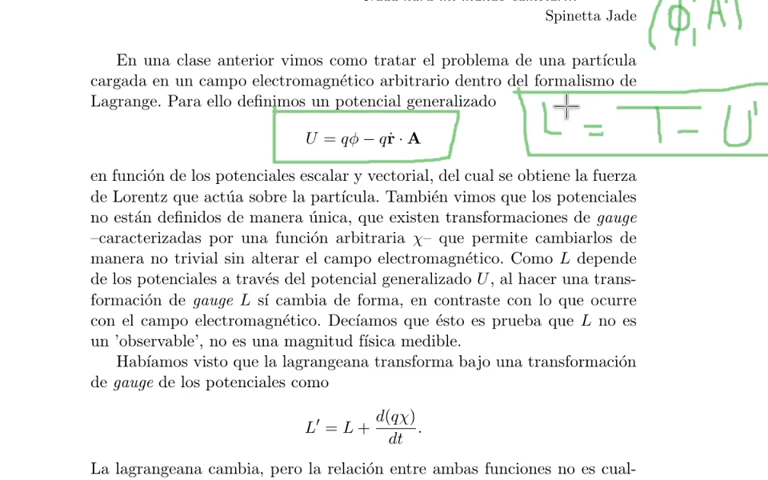 Spinetta Jade
(ϕ', A')
En una clase anterior vimos como tratar el problema de una partícula
cargada en un campo electromagnético arbitrario dentro del formalismo de
Lagrange. Para ello definimos un potencial generalizado
L' = T - U'
U = qϕ − qṙ · A
en función de los potenciales escalar y vectorial, del cual se obtiene la fuerza
de Lorentz que actúa sobre la partícula. También vimos que los potenciales
no están definidos de manera única, que existen transformaciones de gauge
–caracterizadas por una función arbitraria χ– que permite cambiarlos de
manera no trivial sin alterar el campo electromagnético. Como L depende
de los potenciales a través del potencial generalizado U, al hacer una trans-
formación de gauge L sí cambia de forma, en contraste con lo que ocurre
con el campo electromagnético. Decíamos que ésto es prueba que L no es
un 'observable', no es una magnitud física medible.
Habíamos visto que la lagrangeana transforma bajo una transformación
de gauge de los potenciales como
L′ = L + d(qχ)/dt.
La lagrangeana cambia, pero la relación entre ambas funciones no es cual-